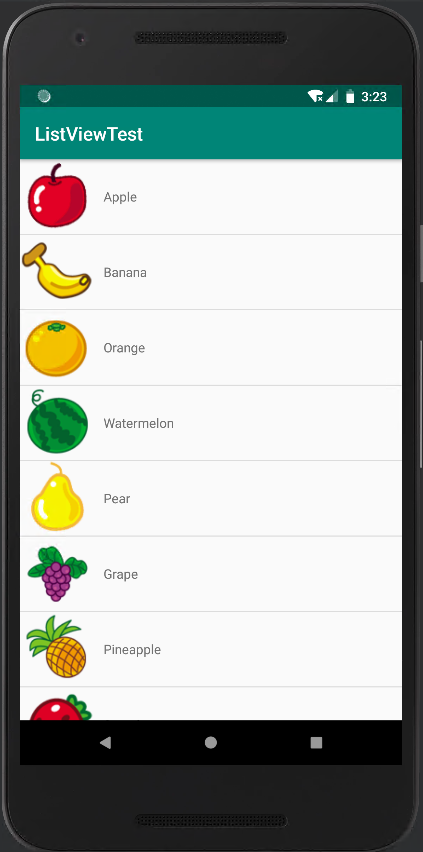 3:23
ListViewTest
Apple
Banana
Orange
Watermelon
Pear
Grape
Pineapple